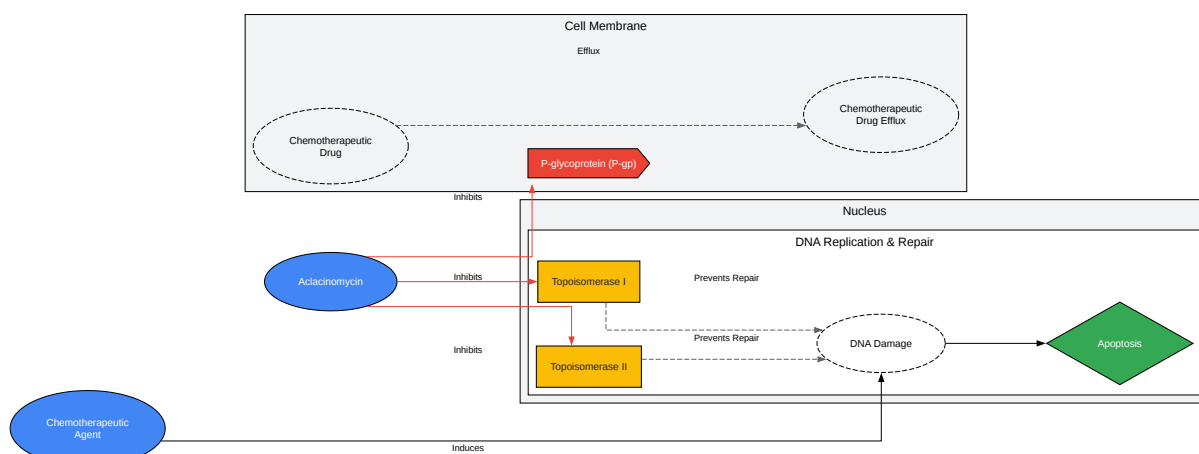 Cell Membrane
Efflux
Chemotherapeutic
Drug
Chemotherapeutic
Drug Efflux
P-glycoprotein (P-gp)
Inhibits
Nucleus
DNA Replication & Repair
Aclacinomycin
Inhibits
Topoisomerase I
Prevents Repair
Inhibits
Topoisomerase II
Prevents Repair
DNA Damage
Apoptosis
Chemotherapeutic
Agent
Induces